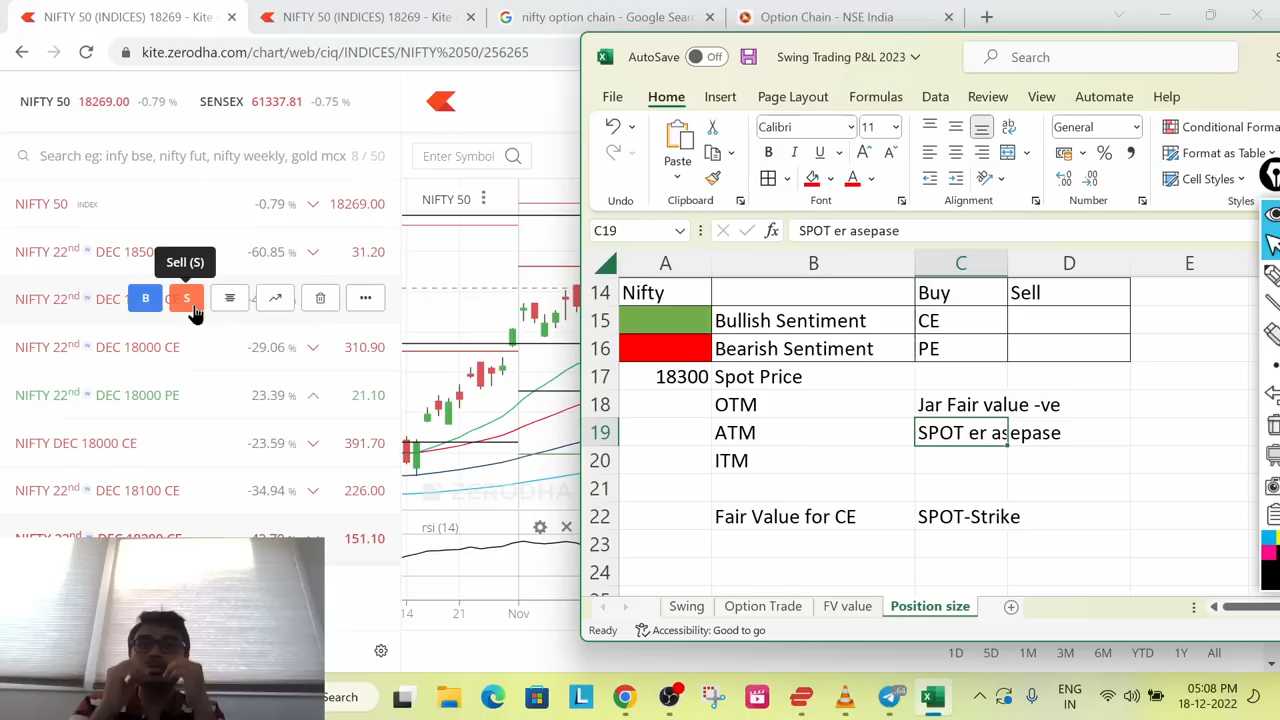 NIFTY 50 (INDICES) 18269 - Kite
NIFTY 50 (INDICES) 18269 - Kite
nifty option chain - Google Sear
Option Chain - NSE India
kite.zerodha.com/chart/web/ciq/INDICES/NIFTY%2050/256265
NIFTY 50 18269.00 -0.79 % SENSEX 61337.81 -0.75 %
Search eg: infy bse, nifty fut, nifty weekly, gold mcx 8 / 50
NIFTY 50 INDEX -0.79 % 18269.00
NIFTY 22nd w DEC 1850 -60.85 % 31.20
Sell (S)
NIFTY 22nd w DEC
B S
NIFTY 22nd w DEC 18000 CE -29.06 % 310.90
NIFTY 22nd w DEC 18000 PE 23.39 % 21.10
NIFTY DEC 18000 CE -23.59 % 391.70
NIFTY 22nd w DEC 18100 CE -34.94 % 226.00
151.10
Enter Symbol
NIFTY 50
ZERODHA
rsi (14)
14 21 Nov
AutoSave Off Swing Trading P&L 2023 Search
File Home Insert Page Layout Formulas Data Review View Automate Help
Paste
Calibri 11
B I U
A A
General
Conditional Forma
Format as Table
Cell Styles
Undo Clipboard Font Alignment Number Styles
C19 fx SPOT er asepase
A B C D E
14 Nifty Buy Sell
15 Bullish Sentiment CE
16 Bearish Sentiment PE
17 18300 Spot Price
18 OTM Jar Fair value -ve
19 ATM SPOT er asepase
20 ITM
21
22 Fair Value for CE SPOT-Strike
23
24
Swing Option Trade FV value Position size
Ready Accessibility: Good to go
1D 5D 1M 3M 6M YTD 1Y All
Search
ENG
IN
05:08 PM
18-12-2022